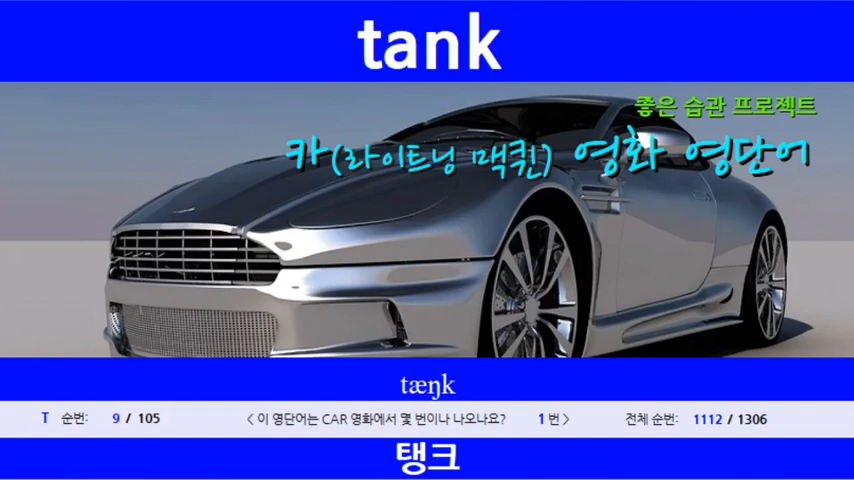 tank
좋은 습관 프로젝트
카(라이트닝 맥퀸) 영화 영단어
tæŋk
T 순번: 9 / 105 < 이 영단어는 CAR 영화에서 몇 번이나 나오나요? 1 번 > 전체 순번: 1112 / 1306
탱크